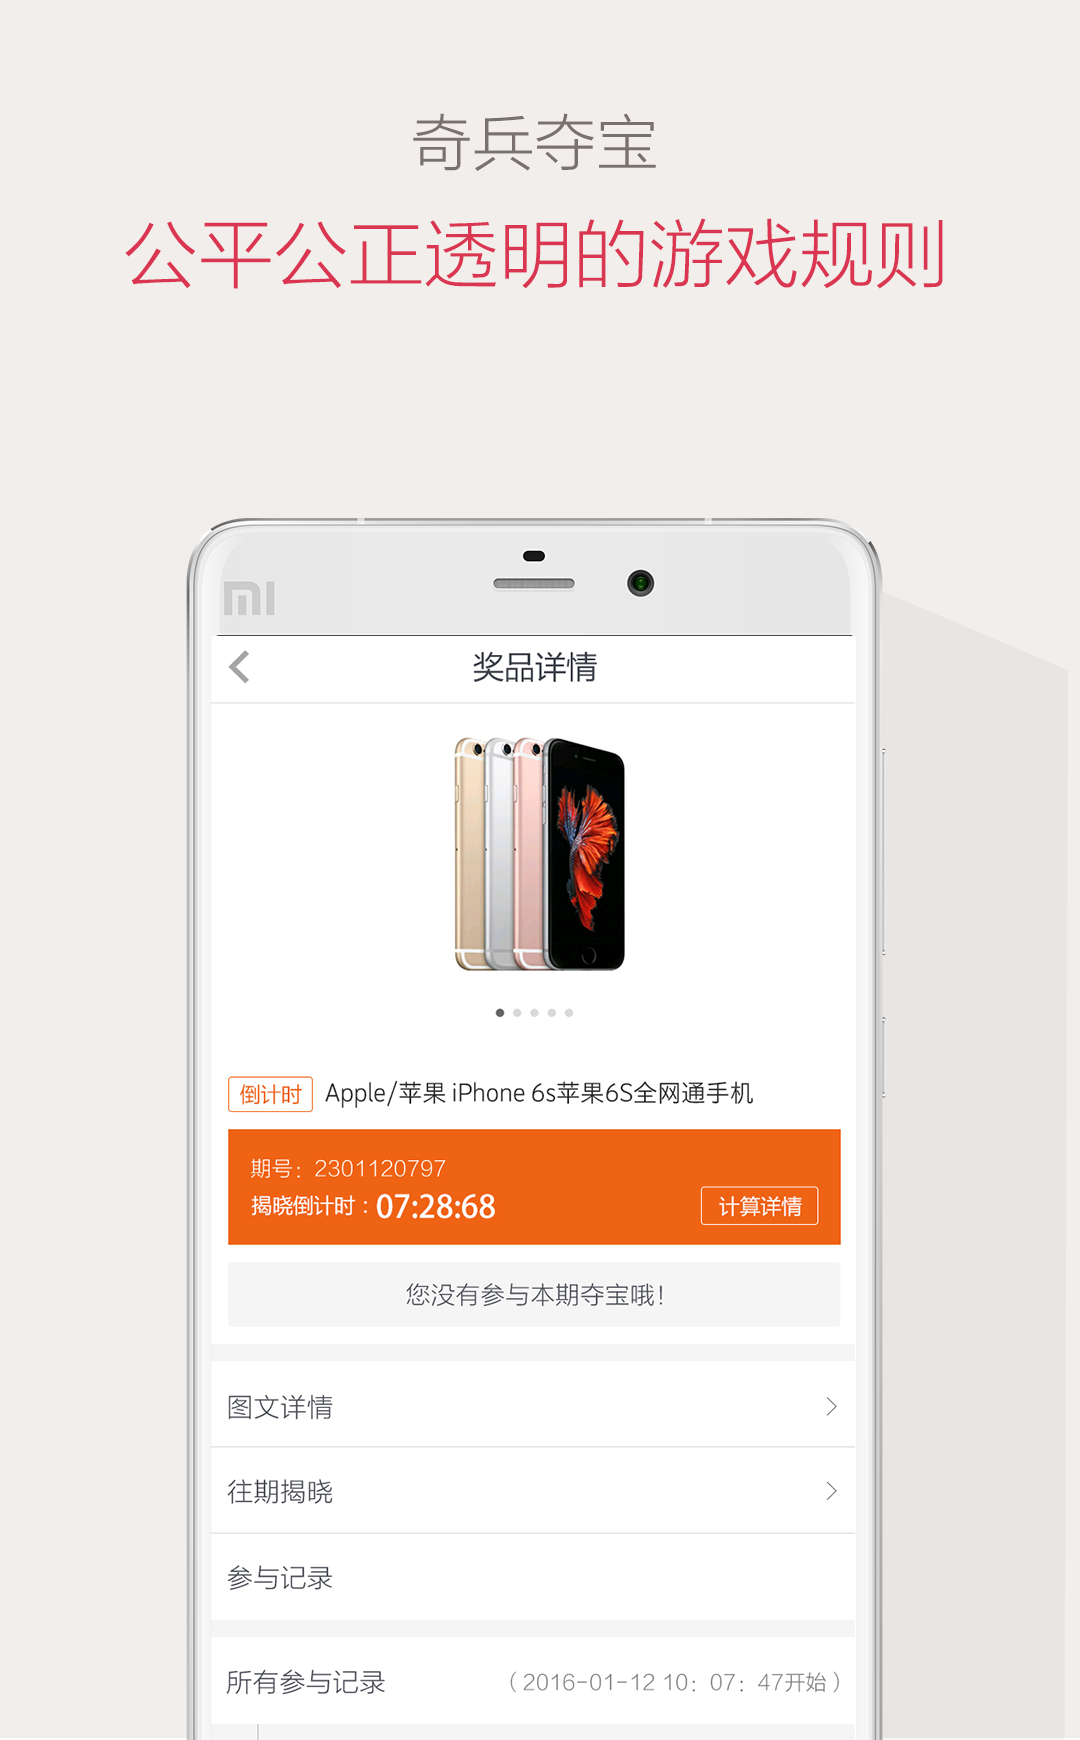 奇兵夺宝
公平公正透明的游戏规则
mi
奖品详情
倒计时 Apple/苹果 iPhone 6s苹果6S全网通手机
期号：2301120797
揭晓倒计时：07:28:68 计算详情
您没有参与本期夺宝哦！
图文详情
往期揭晓
参与记录
所有参与记录 （2016-01-12 10：07：47开始）